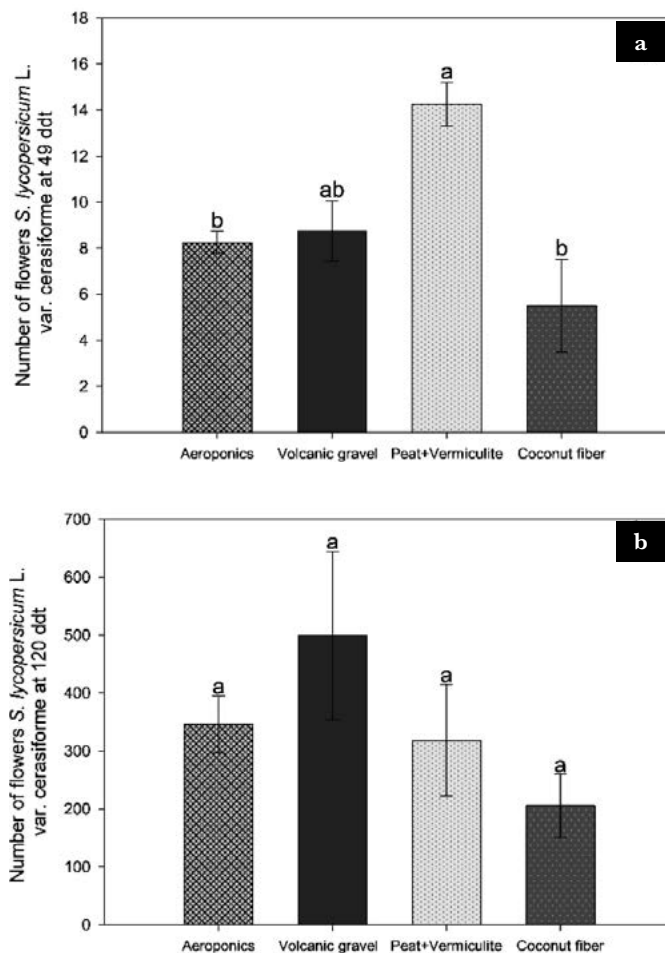 a
Number of flowers S. lycopersicum L.
var. cerasiforme at 49 ddt
18
16
14
12
10
8
6
4
2
0
b
ab
a
b
Aeroponics
Volcanic gravel
Peat+Vermiculite
Coconut fiber
b
Number of flowers S. lycopersicum L.
var. cerasiforme at 120 ddt
700
600
500
400
300
200
100
0
a
a
a
a
Aeroponics
Volcanic gravel
Peat+Vermiculite
Coconut fiber